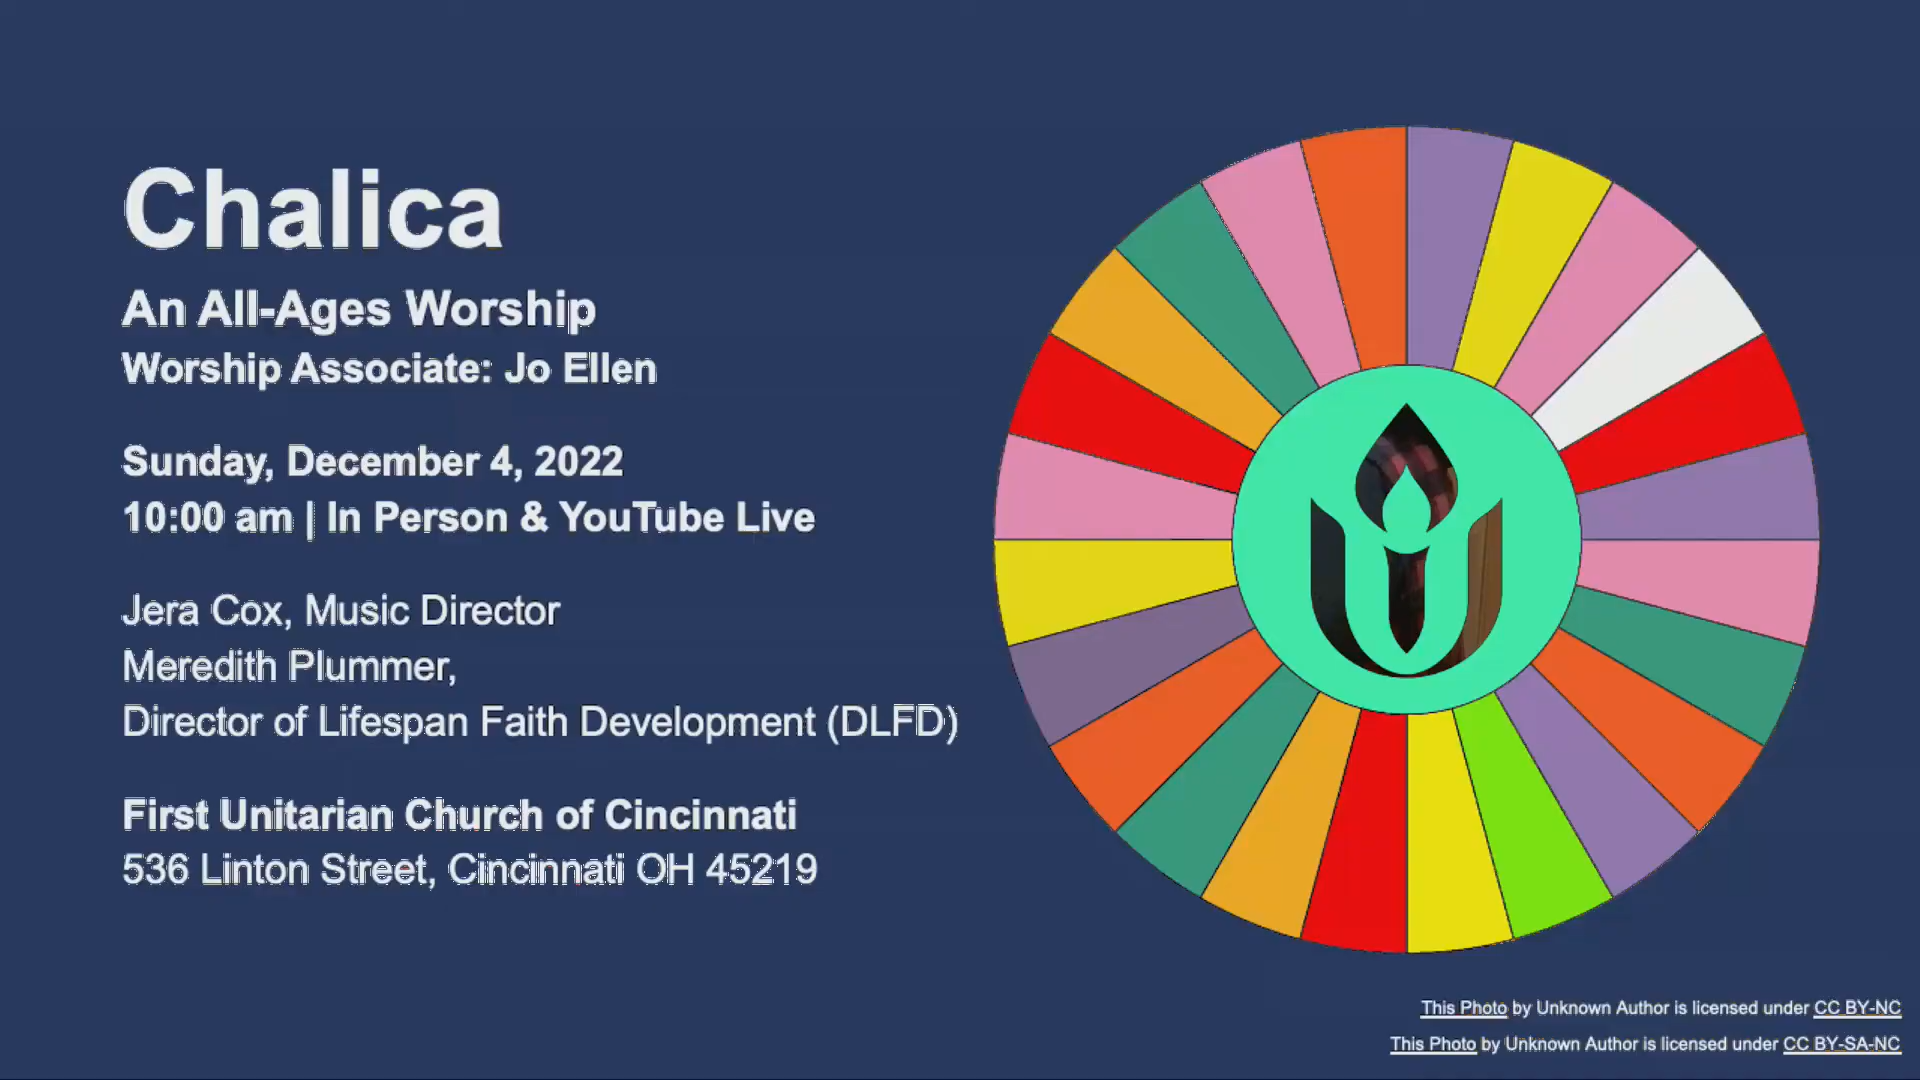 Chalica
An All-Ages Worship
Worship Associate: Jo Ellen
Sunday, December 4, 2022
10:00 am | In Person & YouTube Live
Jera Cox, Music Director
Meredith Plummer,
Director of Lifespan Faith Development (DLFD)
First Unitarian Church of Cincinnati
536 Linton Street, Cincinnati OH 45219
This Photo by Unknown Author is licensed under CC BY-NC
This Photo by Unknown Author is licensed under CC BY-SA-NC